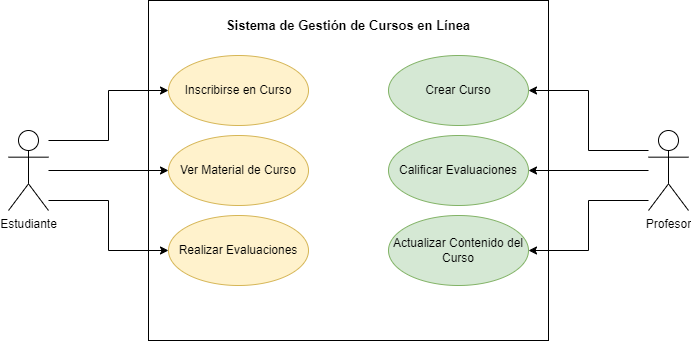 Sistema de Gestión de Cursos en Línea
Inscribirse en Curso
Crear Curso
Ver Material de Curso
Calificar Evaluaciones
Estudiante
Profesor
Realizar Evaluaciones
Actualizar Contenido del
Curso